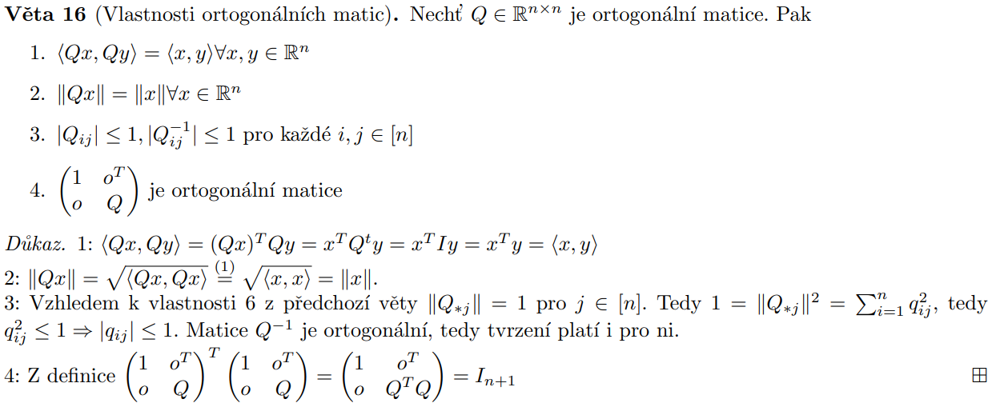 Věta 16 (Vlastnosti ortogonálních matic). Nechť $Q \in \mathbb{R}^{n \times n}$ je ortogonální matice. Pak
1. $\langle Qx, Qy \rangle = \langle x, y \rangle \forall x, y \in \mathbb{R}^n$
2. $\|Qx\| = \|x\| \forall x \in \mathbb{R}^n$
3. $|Q_{ij}| \leq 1, |Q_{ij}^{-1}| \leq 1$ pro každé $i, j \in [n]$
4. $\begin{pmatrix} 1 & o^T \\ o & Q \end{pmatrix}$ je ortogonální matice
Důkaz. 1: $\langle Qx, Qy \rangle = (Qx)^T Qy = x^T Q^t y = x^T I y = x^T y = \langle x, y \rangle$
2: $\|Qx\| = \sqrt{\langle Qx, Qx \rangle} \overset{(1)}{=} \sqrt{\langle x, x \rangle} = \|x\|$.
3: Vzhledem k vlastnosti 6 z předchozí věty $\|Q_{*j}\| = 1$ pro $j \in [n]$. Tedy $1 = \|Q_{*j}\|^2 = \sum_{i=1}^n q_{ij}^2$, tedy
$q_{ij}^2 \leq 1 \Rightarrow |q_{ij}| \leq 1$. Matice $Q^{-1}$ je ortogonální, tedy tvrzení platí i pro ni.
4: Z definice $\begin{pmatrix} 1 & o^T \\ o & Q \end{pmatrix}^T \begin{pmatrix} 1 & o^T \\ o & Q \end{pmatrix} = \begin{pmatrix} 1 & o^T \\ o & Q^T Q \end{pmatrix} = I_{n+1}$ ⊞